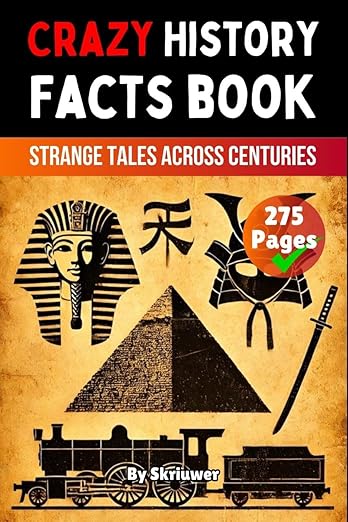 CRAZY HISTORY
FACTS BOOK
STRANGE TALES ACROSS CENTURIES
275
Pages
By Skriuwer